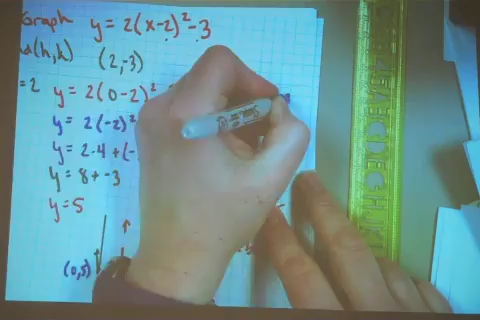 Graph y = 2(x-2)² -3
(h,k) (2,-3)
=2 y = 2(0-2)²
y = 2(-2)²
y = 2·4 + (-
y = 8 + -3
y = 5
(0,5)